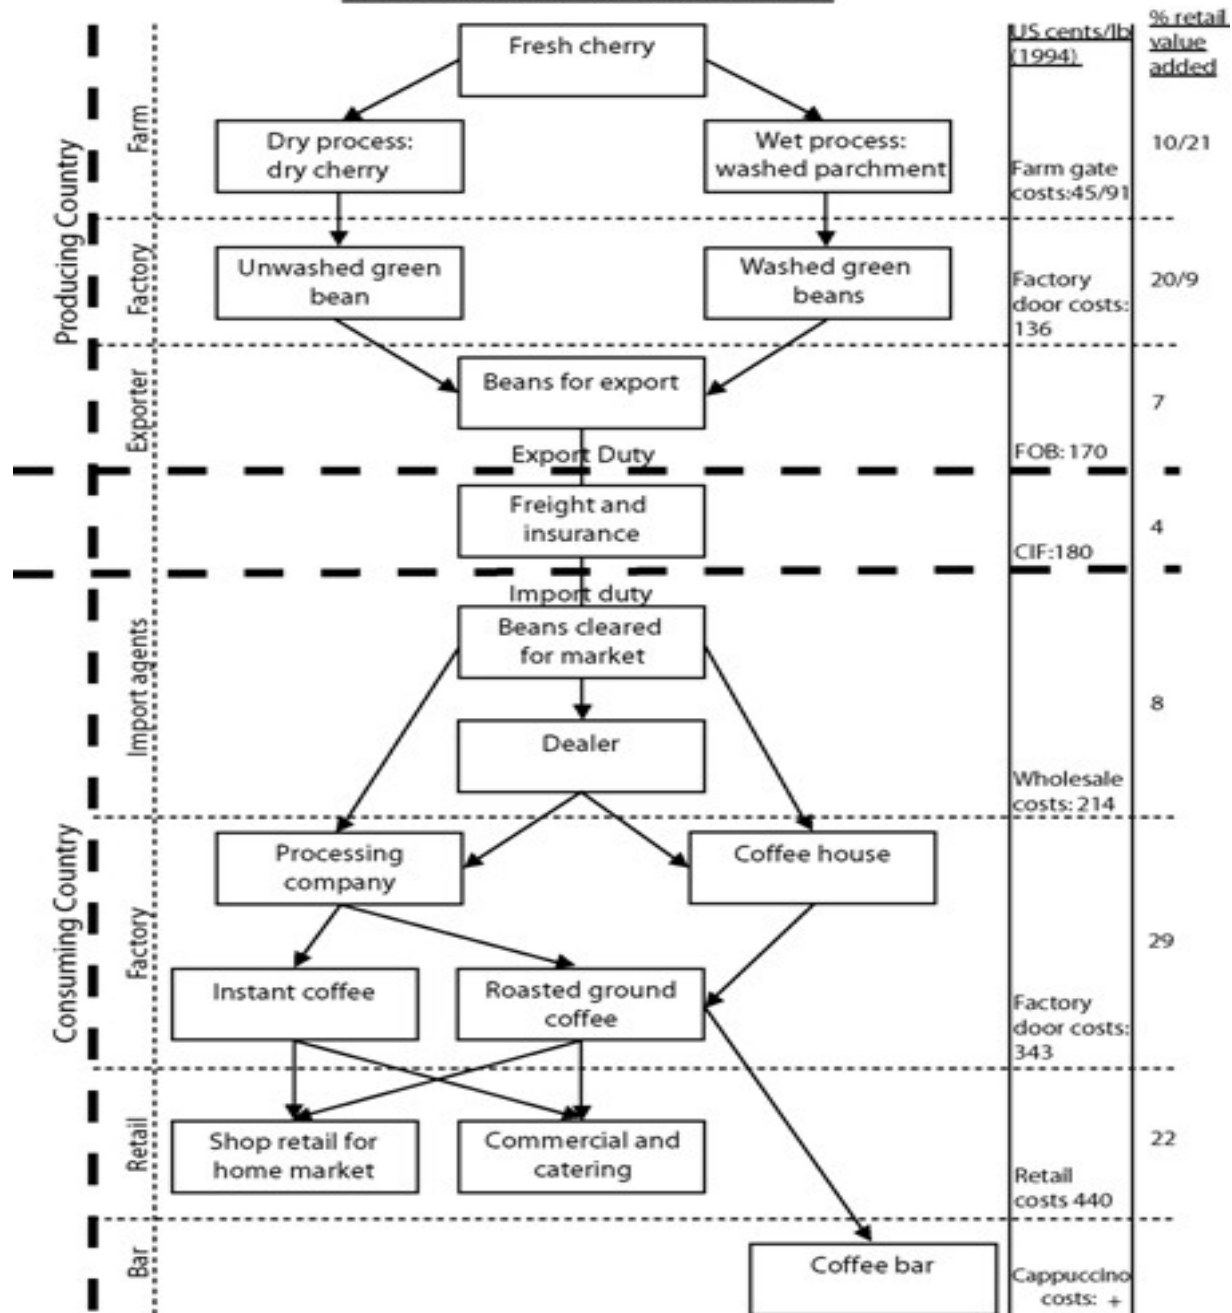 US cents/lb
(1994)
% retail
value
added
Producing Country
Farm
Fresh cherry
Dry process:
dry cherry
Wet process:
washed parchment
Farm gate
costs:45/91
10/21
Factory
Unwashed green
bean
Washed green
beans
Factory
door costs:
136
20/9
Exporter
Beans for export
7
Export Duty
FOB: 170
Freight and
insurance
4
CIF:180
Consuming Country
Import agents
Import duty
Beans cleared
for market
8
Dealer
Wholesale
costs: 214
Factory
Processing
company
Coffee house
29
Instant coffee
Roasted ground
coffee
Factory
door costs:
343
Retail
Shop retail for
home market
Commercial and
catering
22
Retail
costs 440
Bar
Coffee bar
Cappuccino
costs: +